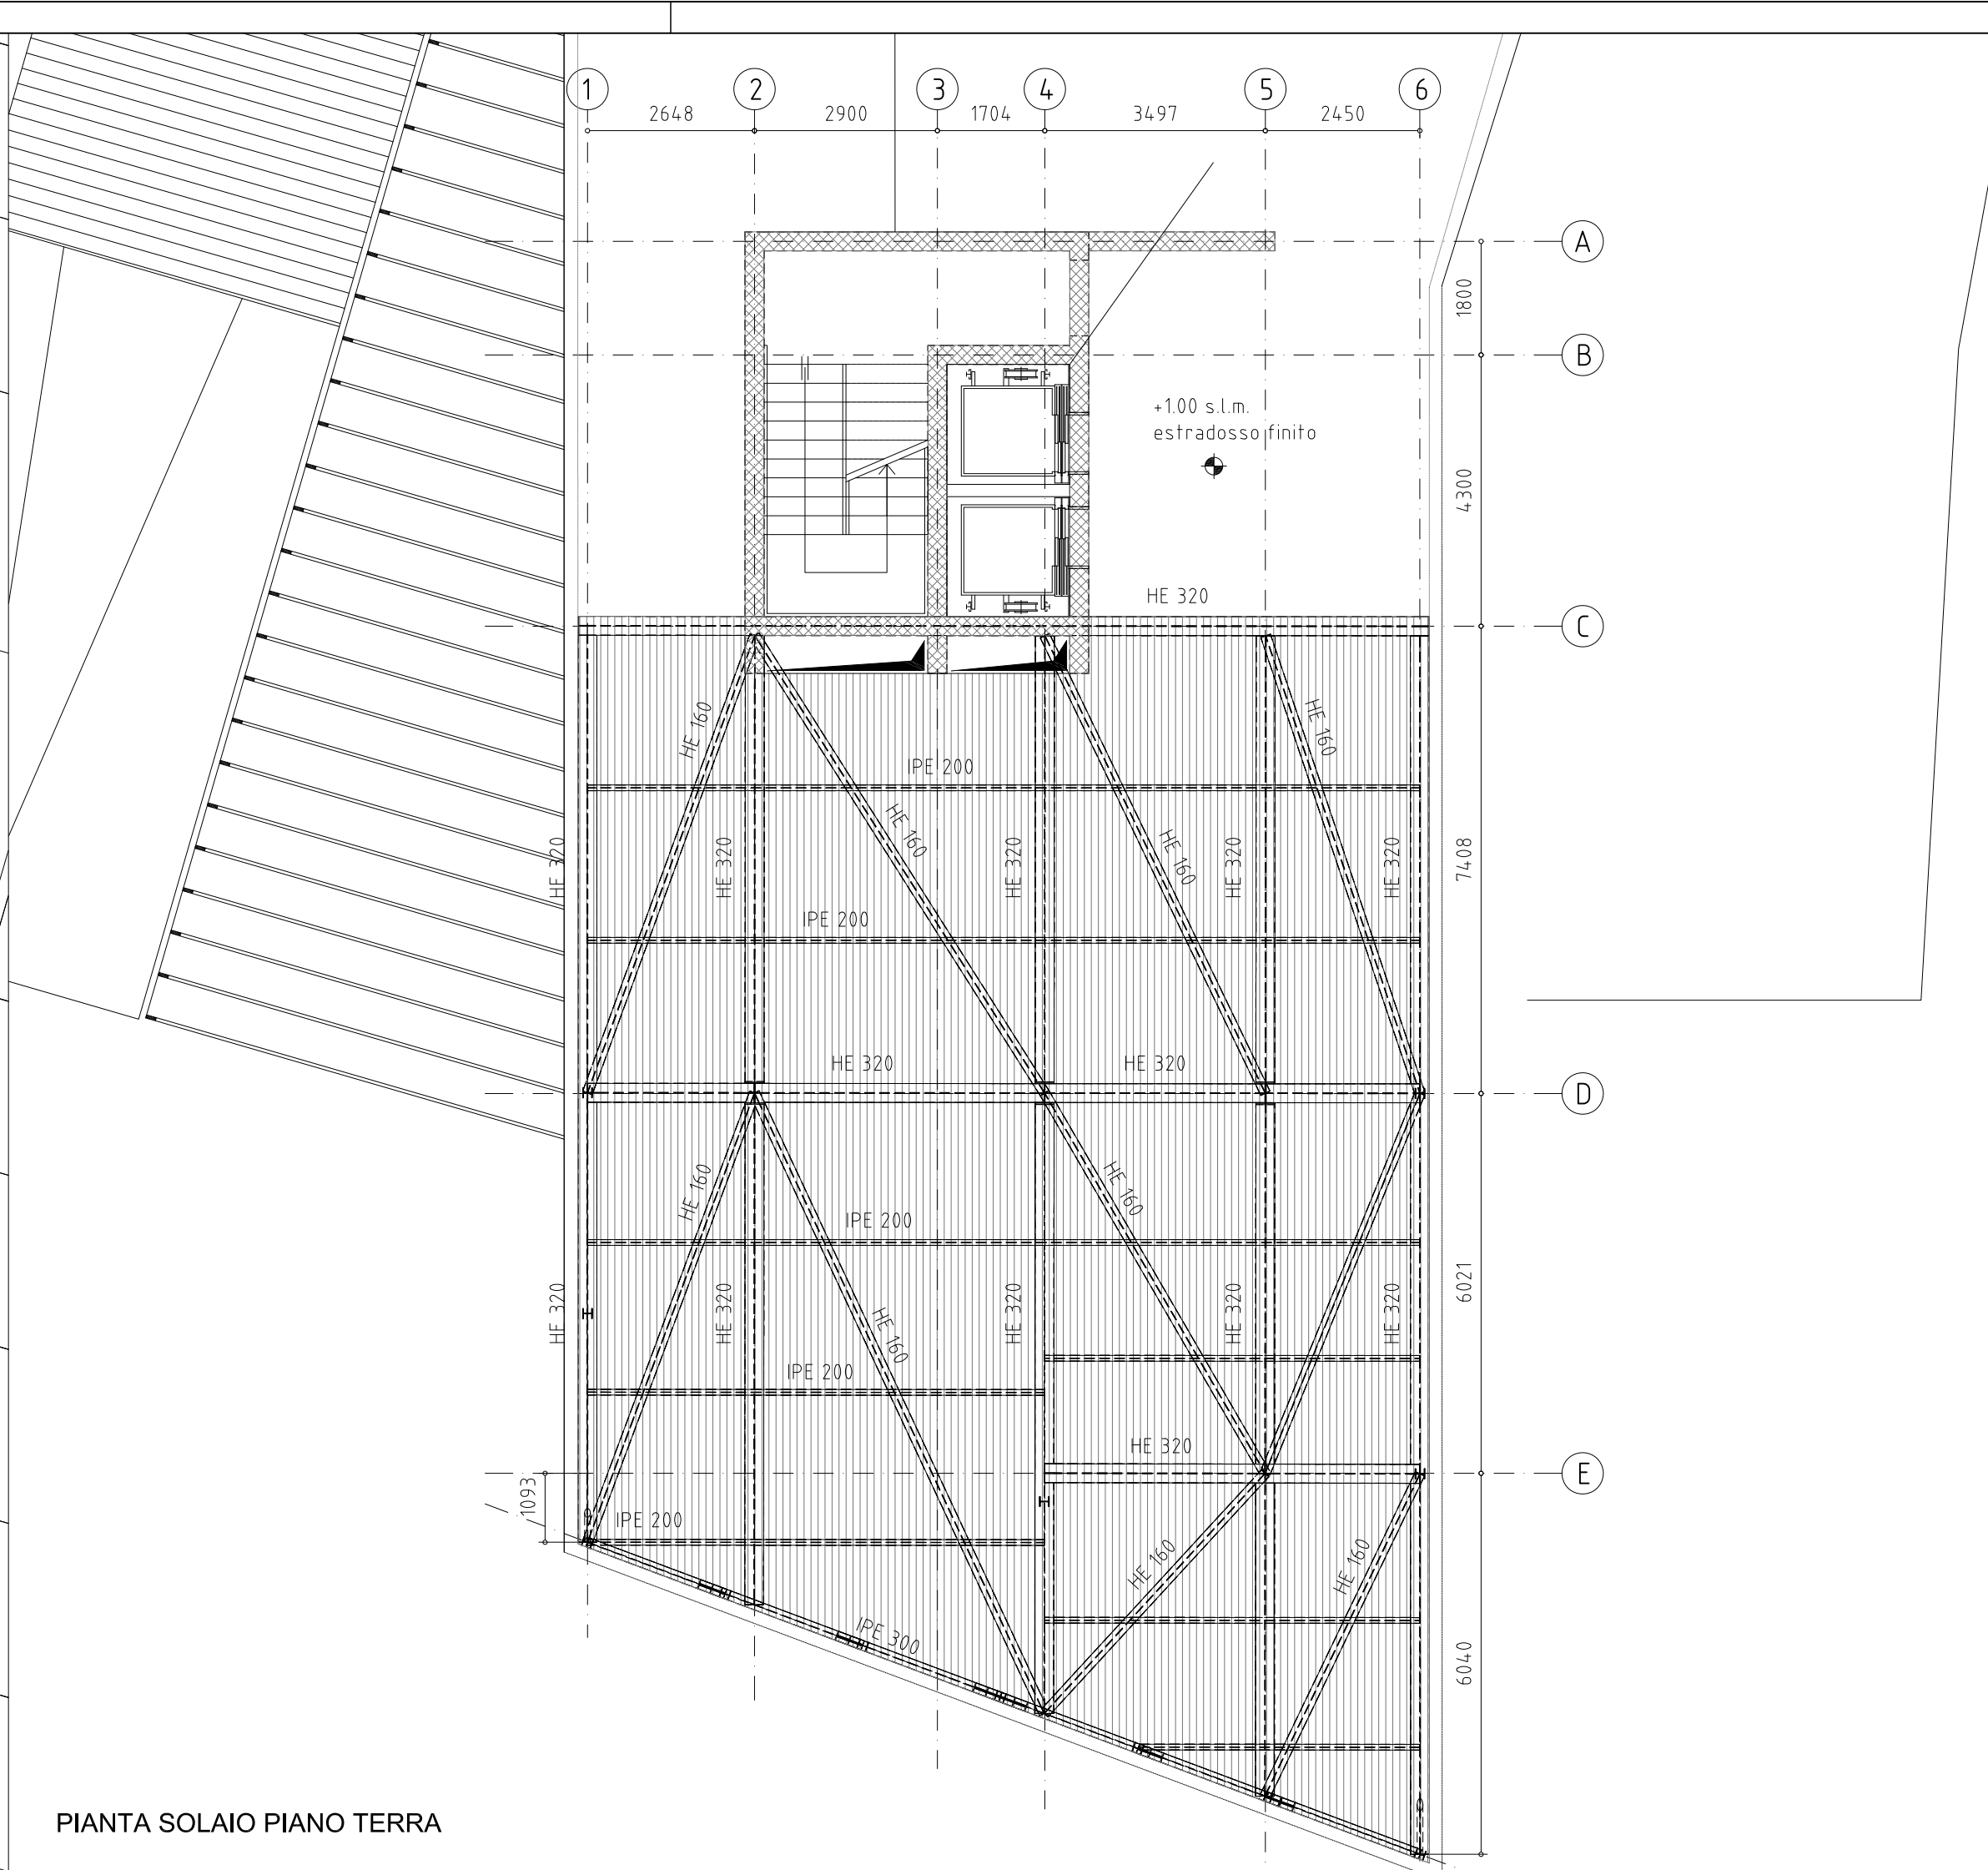 1 2 3 4 5 6
2648 2900 1704 3497 2450
A
1800
B
+1.00 s.l.m.
estradosso finito
4300
HE 320
C
HE 160
HE 160
IPE 200
HE 160
HE 160
HE 320
HE 320
HE 320
HE 320
HE 320
7408
IPE 200
HE 320
HE 320
D
HE 160
HE 160
IPE 200
6021
HE 320
HE 320
HE 320
HE 320
HE 320
HE 160
IPE 200
HE 320
E
1093
IPE 200
HE 160
HE 160
IPE 300
6040
PIANTA SOLAIO PIANO TERRA